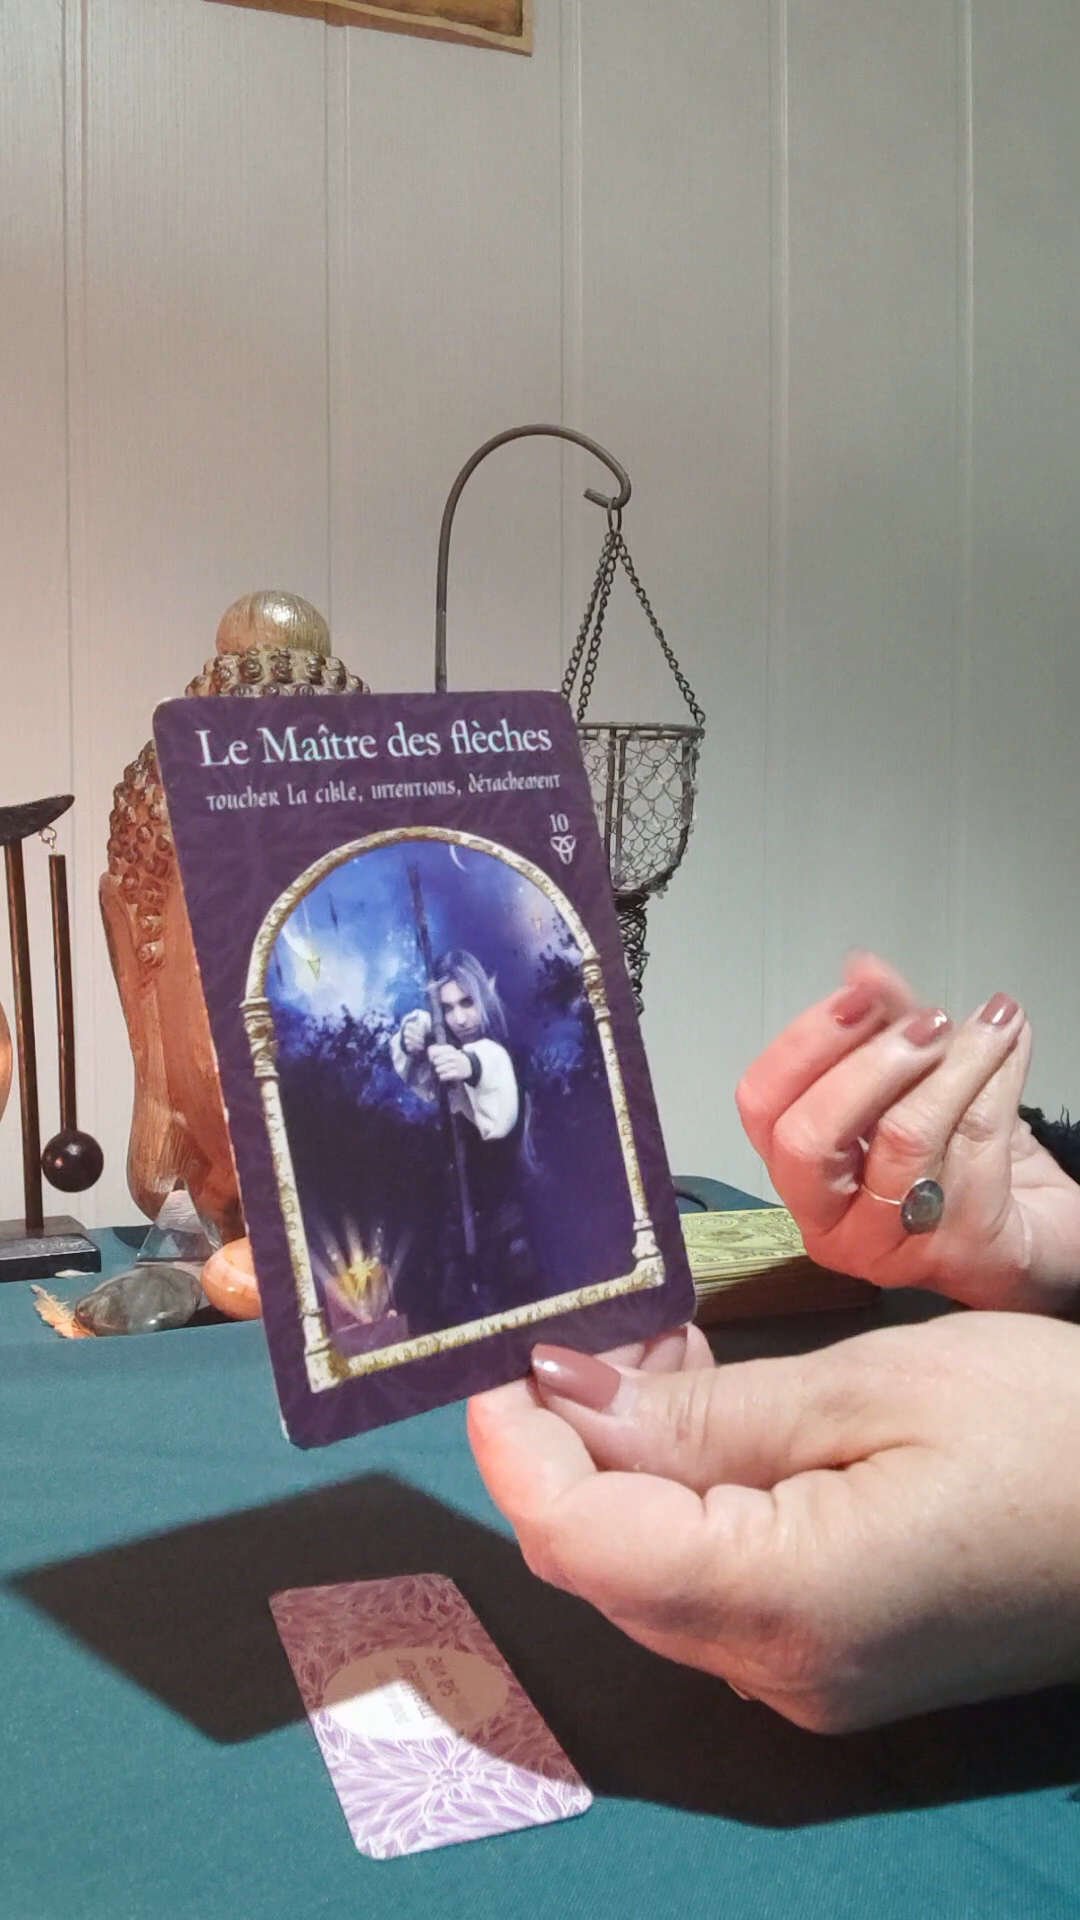 Le Maître des flèches
toucher la cible, intentions, détachement
10